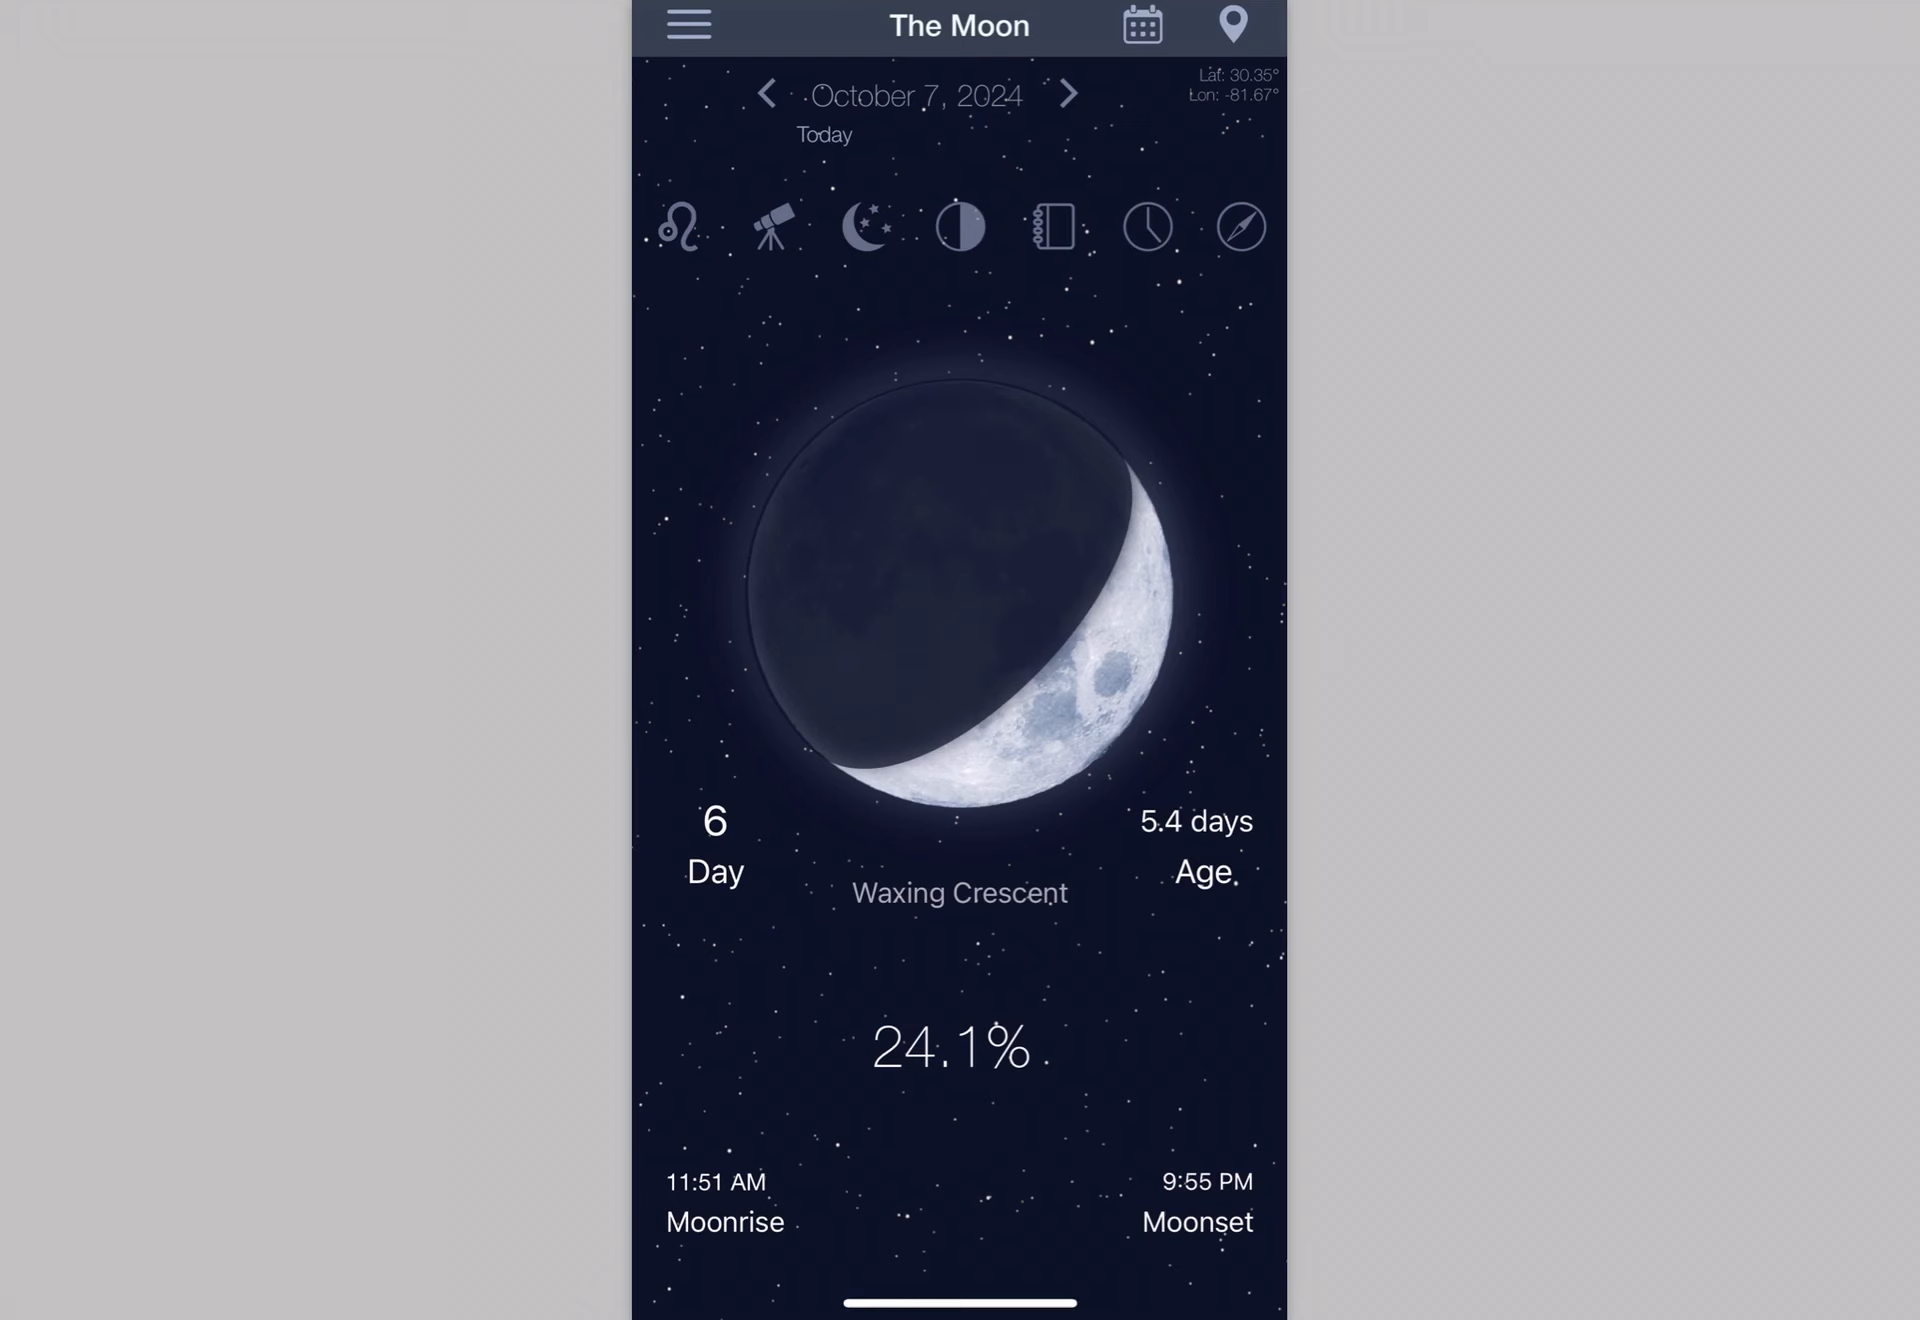 The Moon
Lat: 30.35°
Lon: -81.67°
October 7, 2024
Today
6
Day
5.4 days
Age
Waxing Crescent
24.1%
11:51 AM
Moonrise
9:55 PM
Moonset